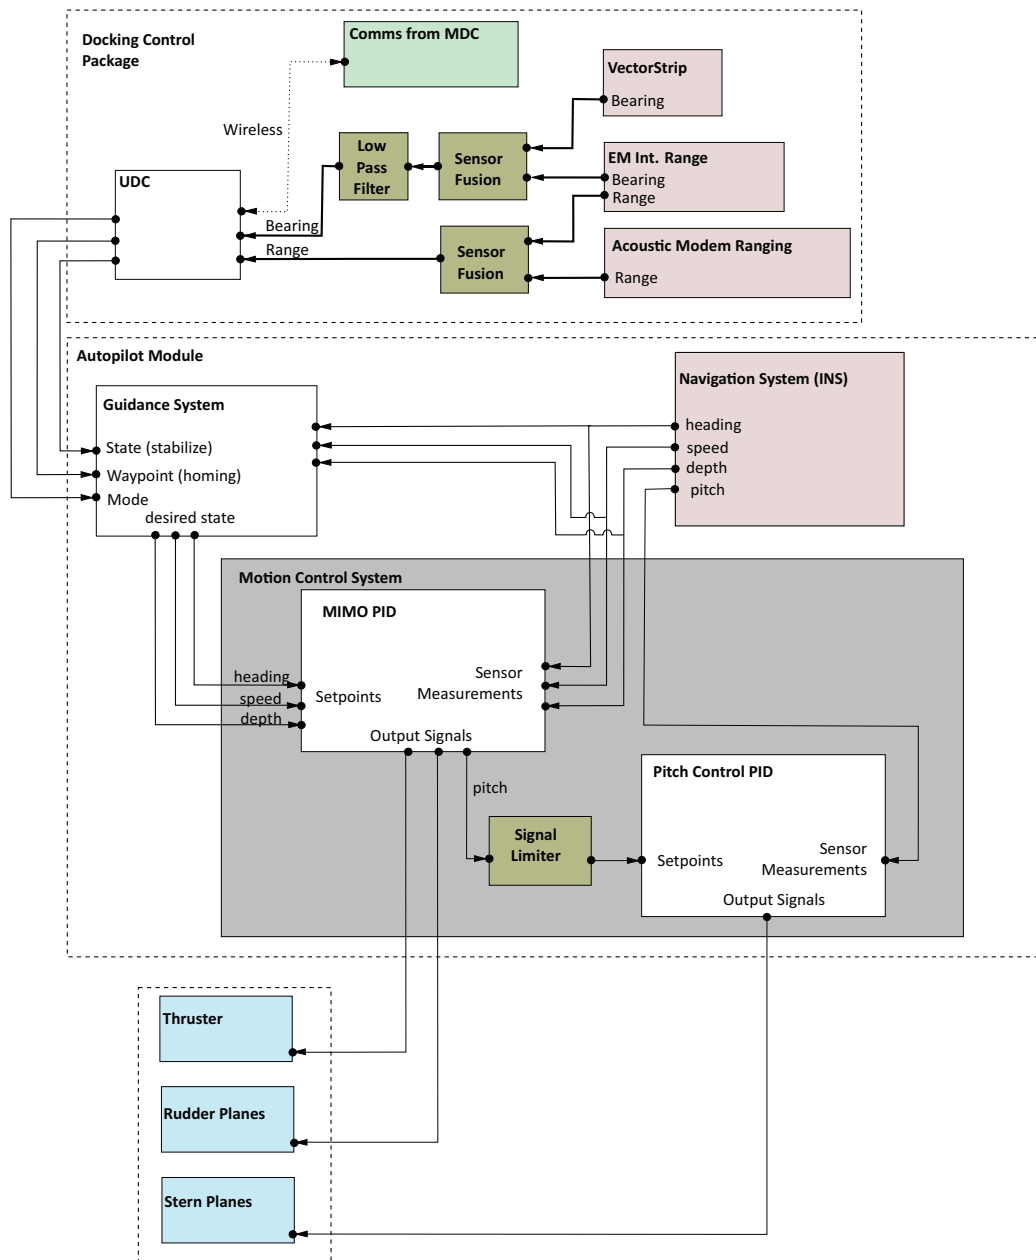 Docking Control
Package
Comms from MDC
VectorStrip
Bearing
Wireless
Low
Pass
Filter
Sensor
Fusion
EM Int. Range
Bearing
Range
UDC
Bearing
Range
Sensor
Fusion
Acoustic Modem Ranging
Range
Autopilot Module
Guidance System
State (stabilize)
Waypoint (homing)
Mode
desired state
Navigation System (INS)
heading
speed
depth
pitch
Motion Control System
MIMO PID
heading
speed
depth
Setpoints
Sensor
Measurements
Output Signals
pitch
Signal
Limiter
Pitch Control PID
Setpoints
Sensor
Measurements
Output Signals
Thruster
Rudder Planes
Stern Planes